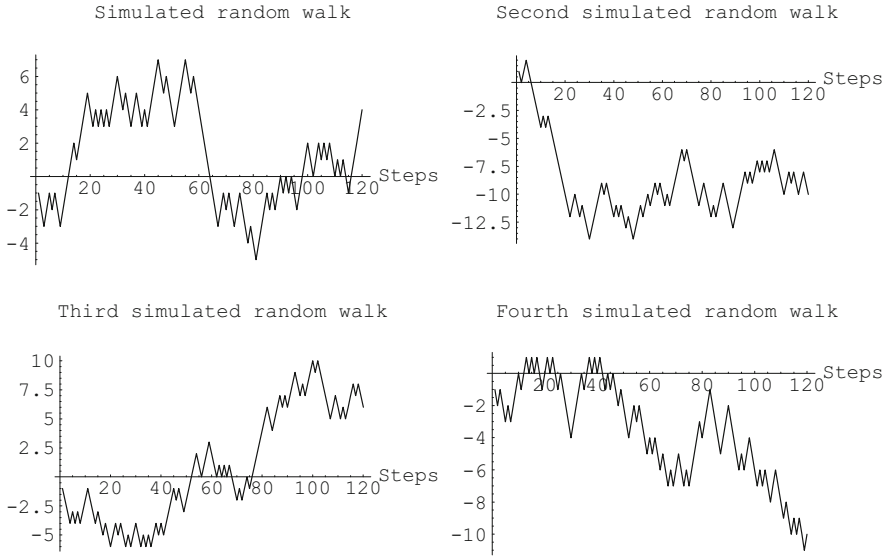 Simulated random walk
6
4
2
-2
-4
20 40 60 80 100 120
Steps
Second simulated random walk
-2.5
-5
-7.5
-10
-12.5
20 40 60 80 100 120
Steps
Third simulated random walk
10
7.5
5
2.5
-2.5
-5
20 40 60 80 100 120
Steps
Fourth simulated random walk
-2
-4
-6
-8
-10
20 40 60 80 100 120
Steps